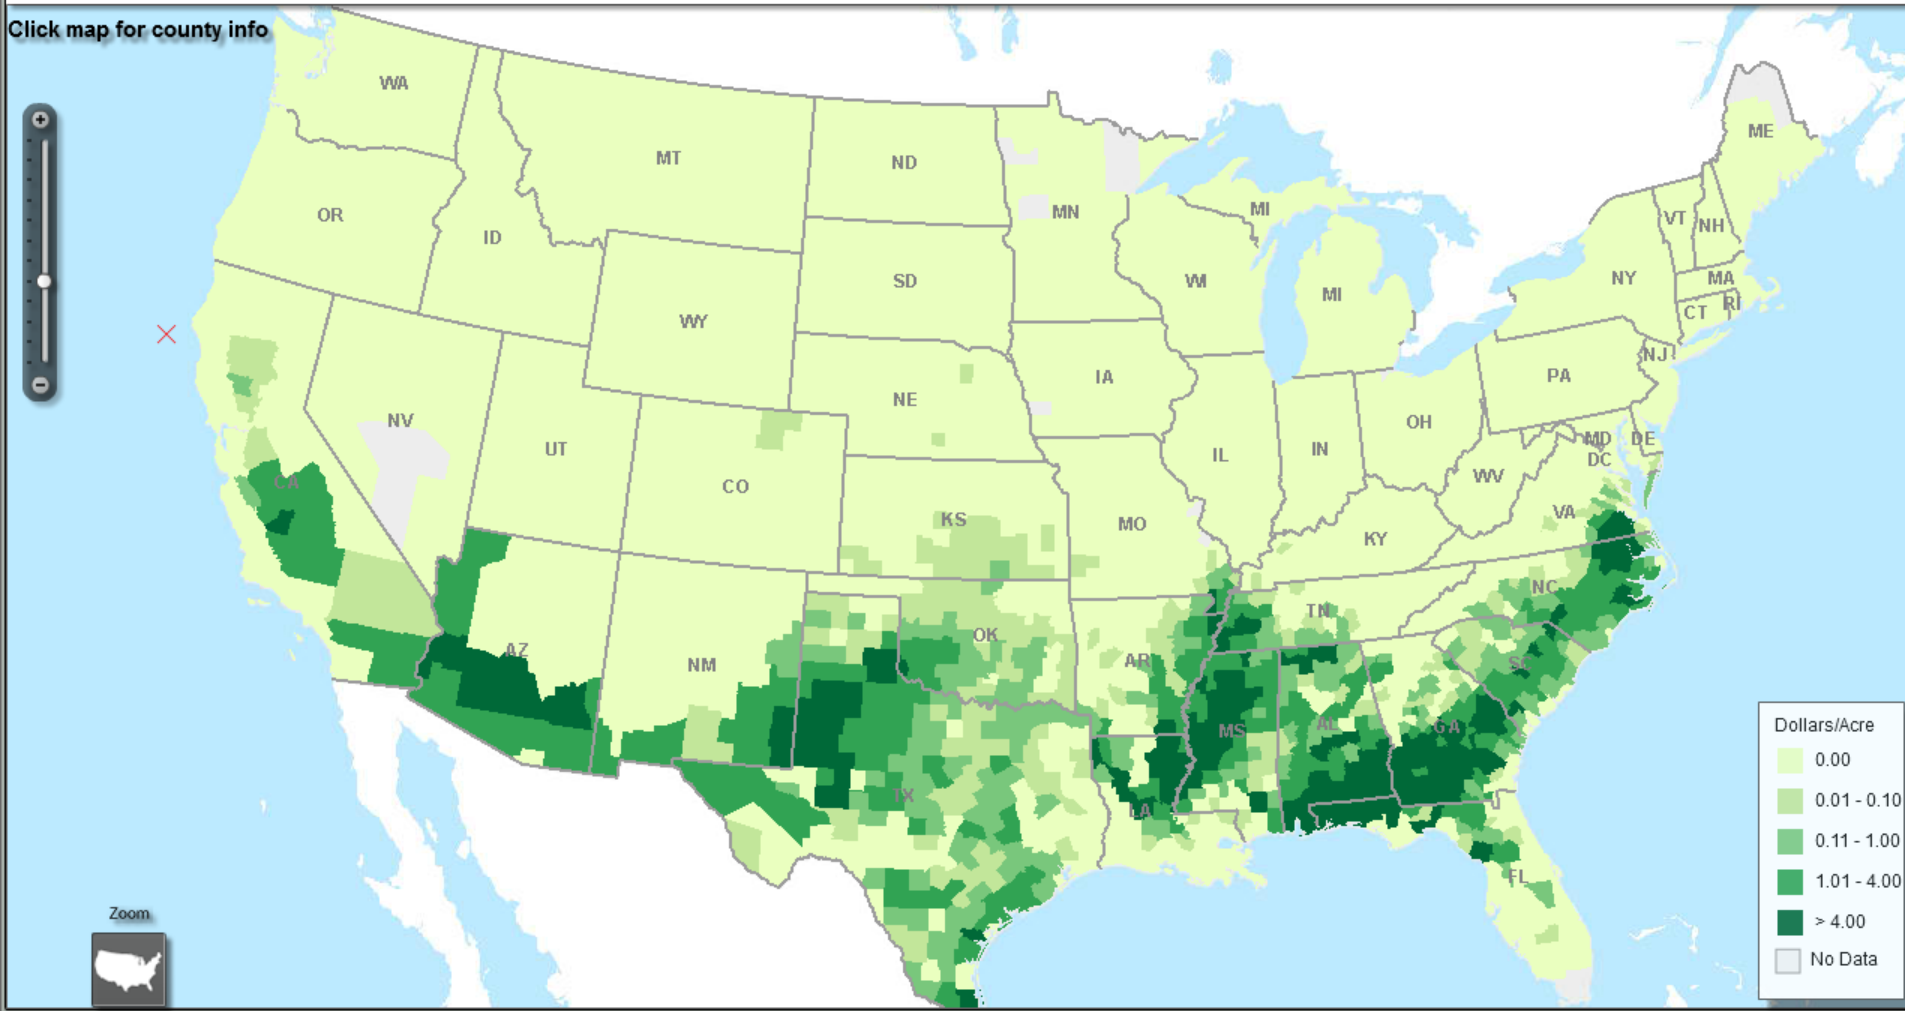 Click map for county info
WA
MT
ND
MN
ME
OR
ID
MI
VT
NH
SD
WI
MI
NY
MA
CT
RI
WY
IA
NJ
PA
NE
NV
UT
OH
IL
IN
MD
DE
DC
CO
CA
WV
KS
MO
VA
KY
NC
TN
OK
AZ
NM
AR
SC
MS
AL
GA
TX
LA
FL
Zoom
Dollars/Acre
0.00
0.01 - 0.10
0.11 - 1.00
1.01 - 4.00
> 4.00
No Data